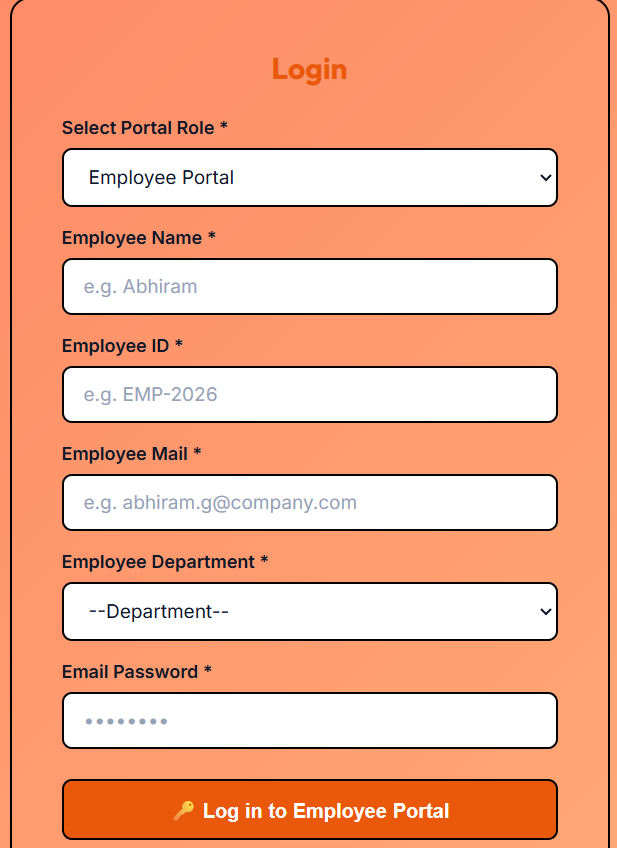 Login
Select Portal Role *
Employee Portal
Employee Name *
e.g. Abhiram
Employee ID *
e.g. EMP-2026
Employee Mail *
e.g. abhiram.g@company.com
Employee Department *
--Department--
Email Password *
••••••••
🔑 Log in to Employee Portal